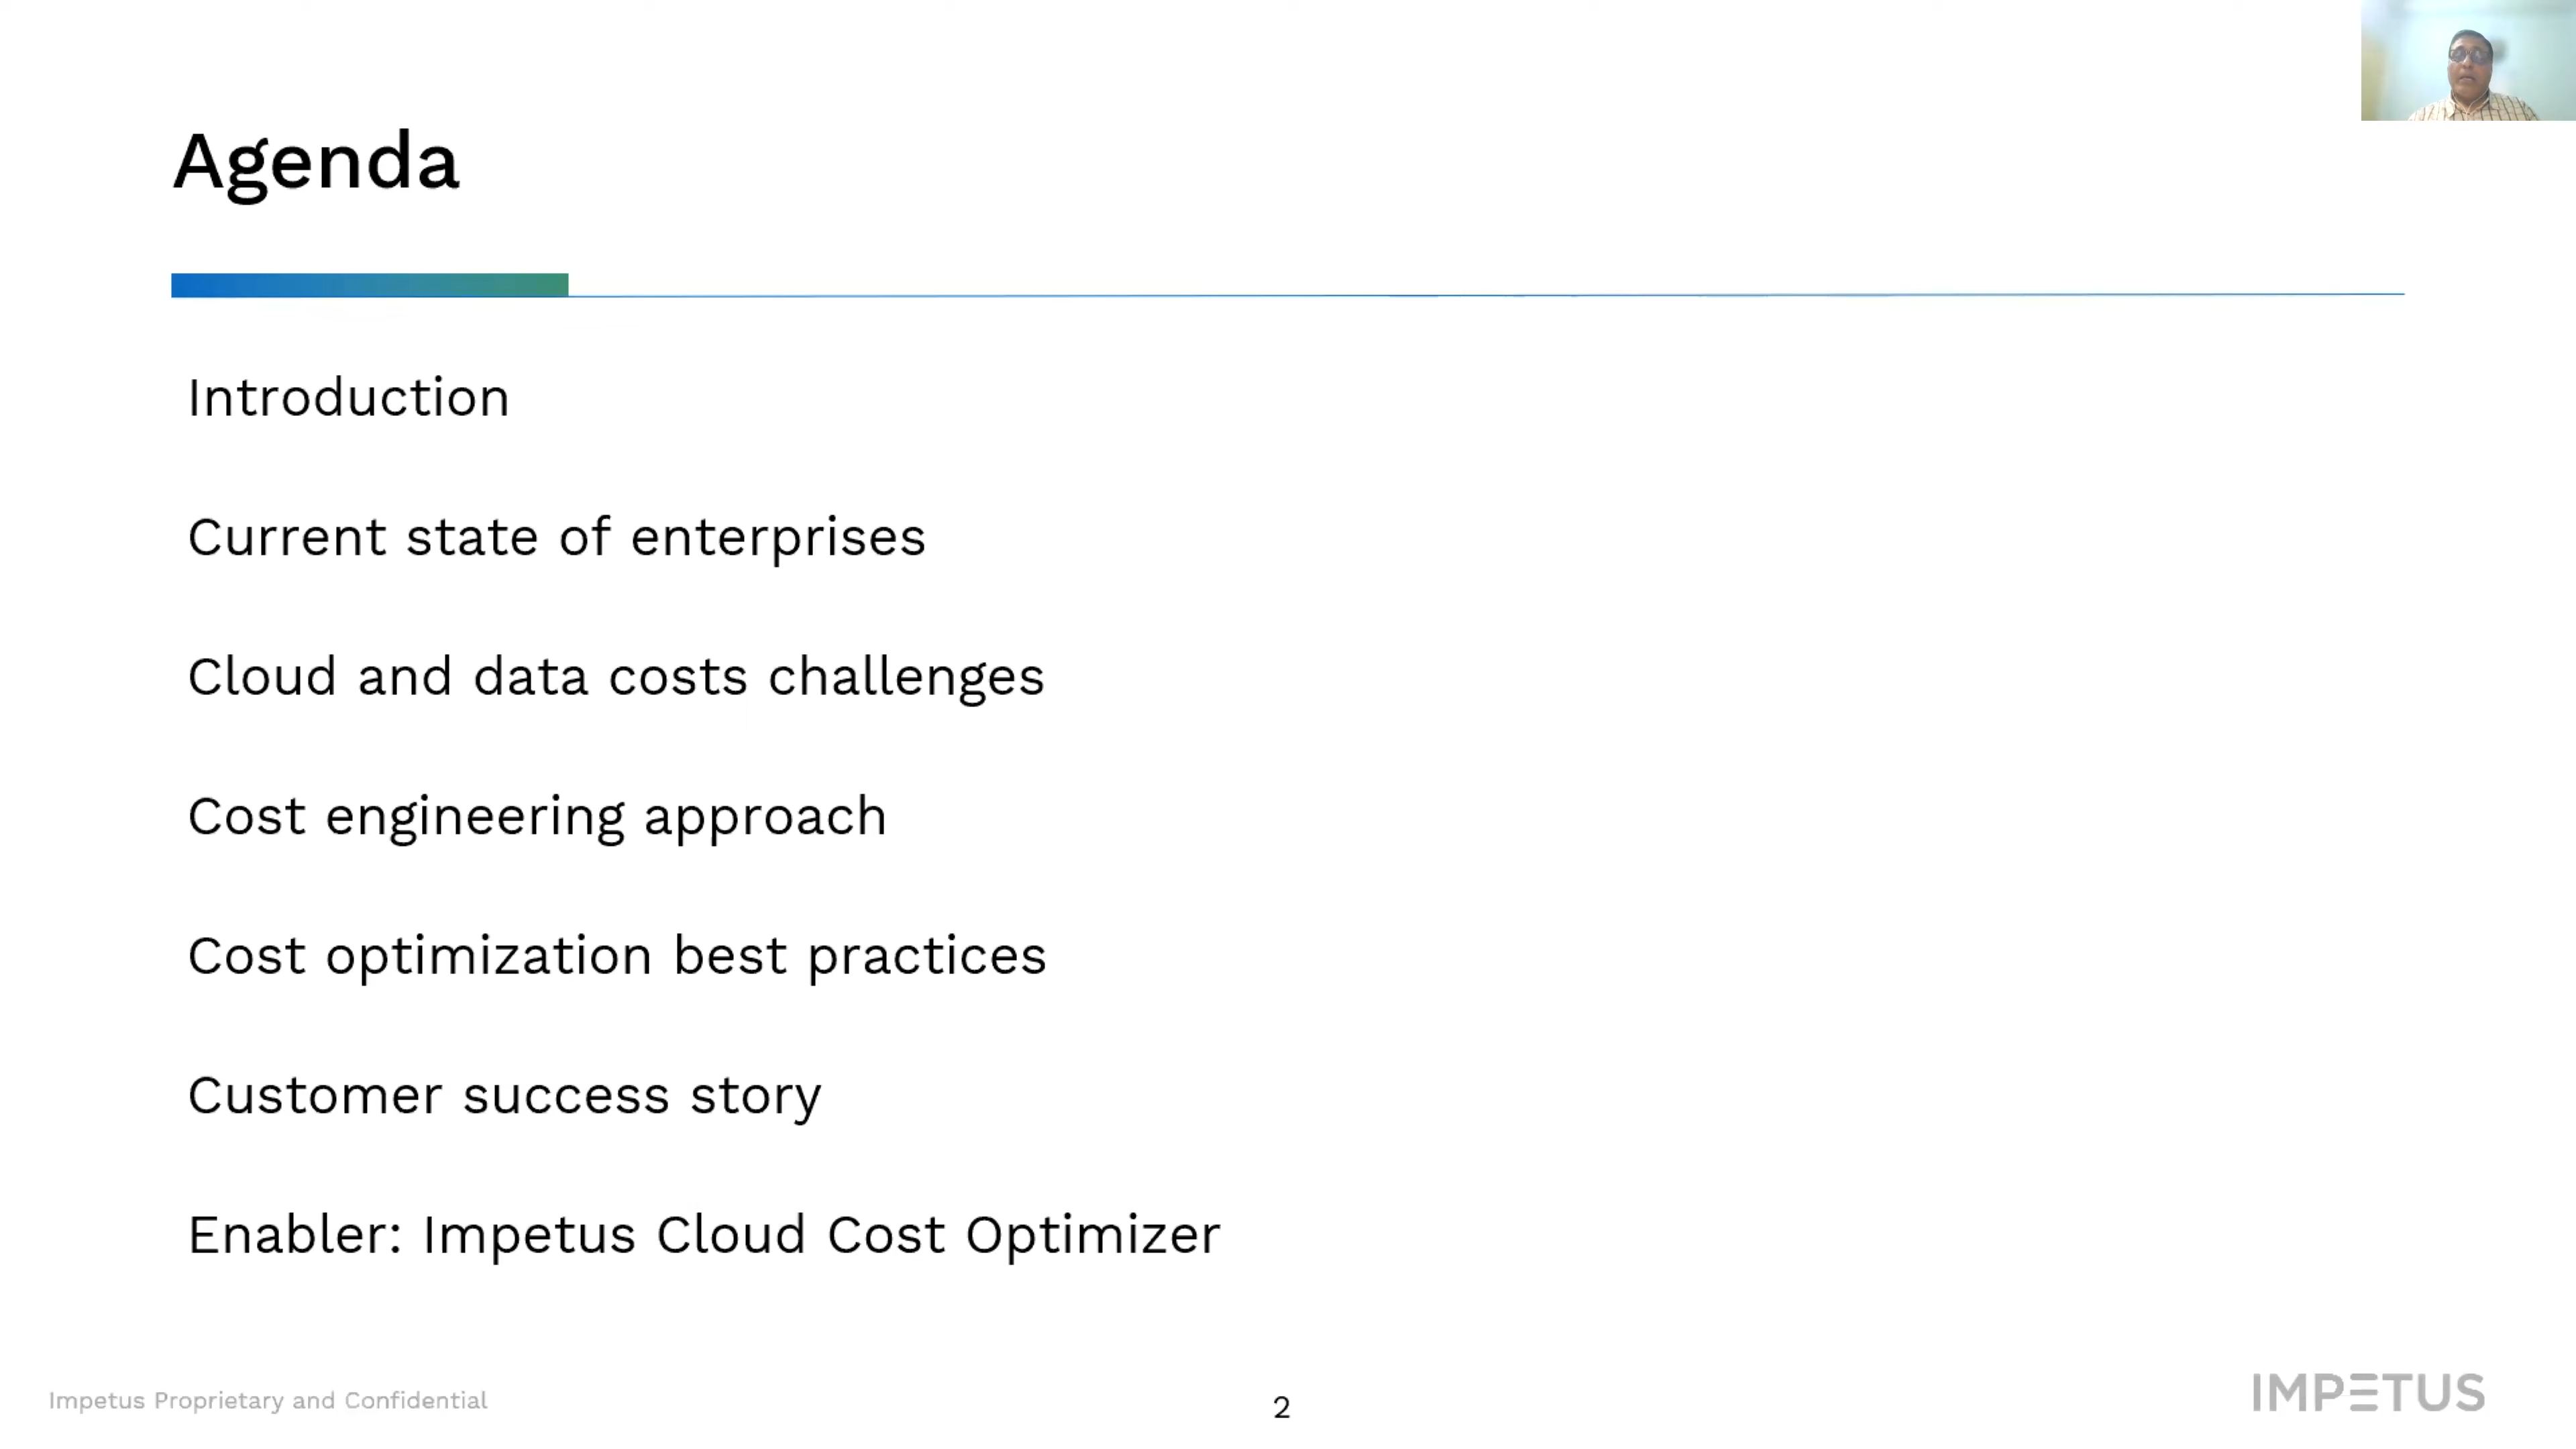 Agenda
Introduction
Current state of enterprises
Cloud and data costs challenges
Cost engineering approach
Cost optimization best practices
Customer success story
Enabler: Impetus Cloud Cost Optimizer
Impetus Proprietary and Confidential
2
IMPETUS